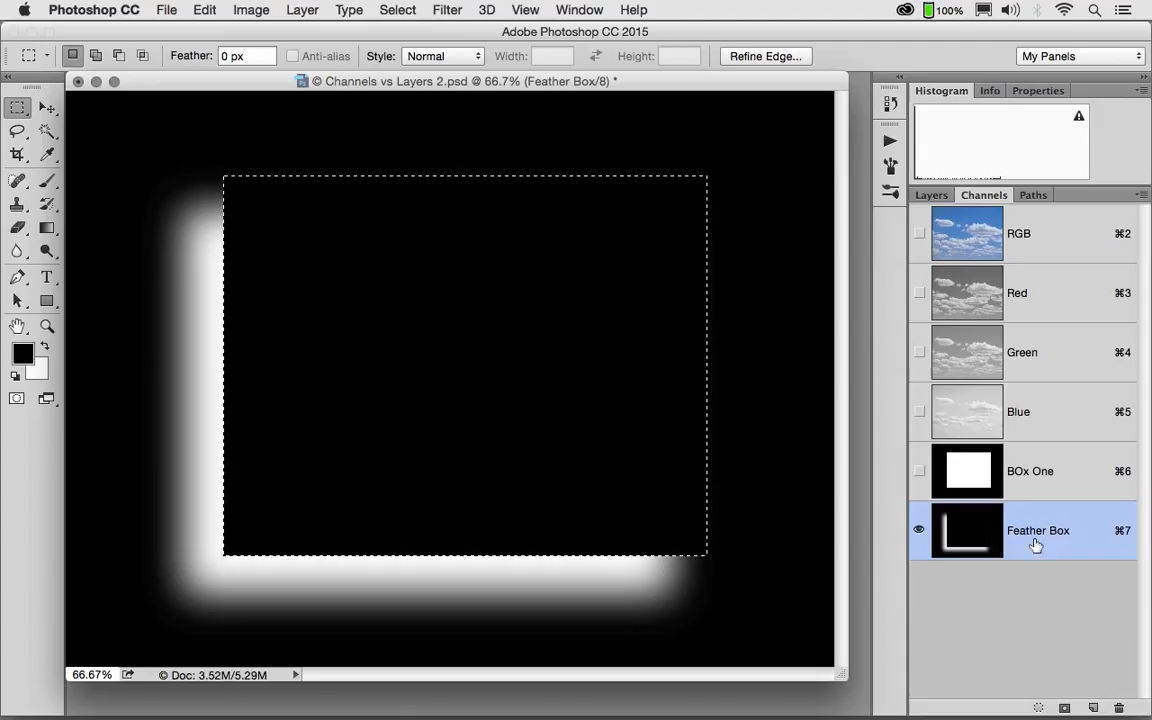 Photoshop CC File Edit Image Layer Type Select Filter 3D View Window Help 100%
Adobe Photoshop CC 2015
Feather: 0 px Anti-alias Style: Normal Width: Height: Refine Edge... My Panels
© Channels vs Layers 2.psd @ 66.7% (Feather Box/8) *
Histogram Info Properties
Layers Channels Paths
RGB ⌘2
Red ⌘3
Green ⌘4
Blue ⌘5
BOx One ⌘6
Feather Box ⌘7
66.67% © Doc: 3.52M/5.29M